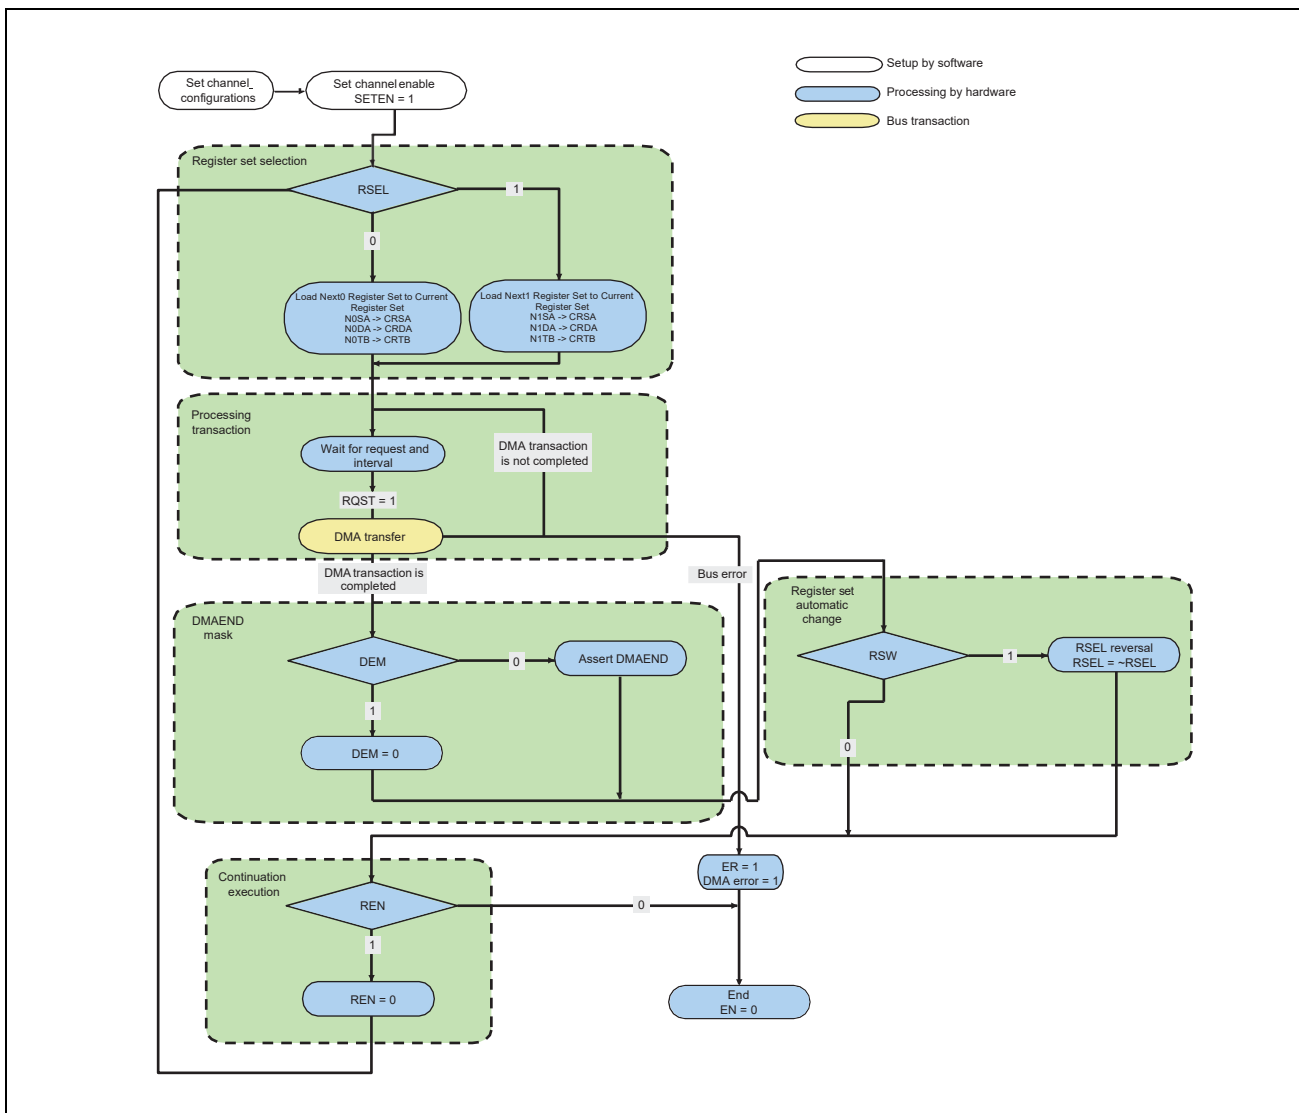 Set channel_
configurations
Set channel enable
SETEN = 1
Setup by software
Processing by hardware
Bus transaction
Register set selection
RSEL
1
0
Load Next0 Register Set to Current
Register Set
N0SA -> CRSA
N0DA -> CRDA
N0TB -> CRTB
Load Next1 Register Set to Current
Register Set
N1SA -> CRSA
N1DA -> CRDA
N1TB -> CRTB
Processing
transaction
Wait for request and
interval
DMA transaction
is not completed
RQST = 1
DMA transfer
DMA transaction is
completed
Bus error
DMAEND
mask
DEM
0
Assert DMAEND
1
DEM = 0
Register set
automatic
change
RSW
1
RSEL reversal
RSEL = ~RSEL
0
ER = 1
DMA error = 1
Continuation
execution
REN
0
1
REN = 0
End
EN = 0